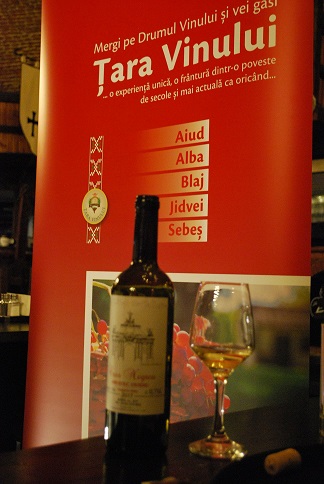 Mergi pe Drumul Vinului și vei găsi
Țara Vinului
... o experiență unică, o frântură dintr-o poveste
de secole și mai actuală ca oricând...
Aiud
Alba
Blaj
Jidvei
Sebeș